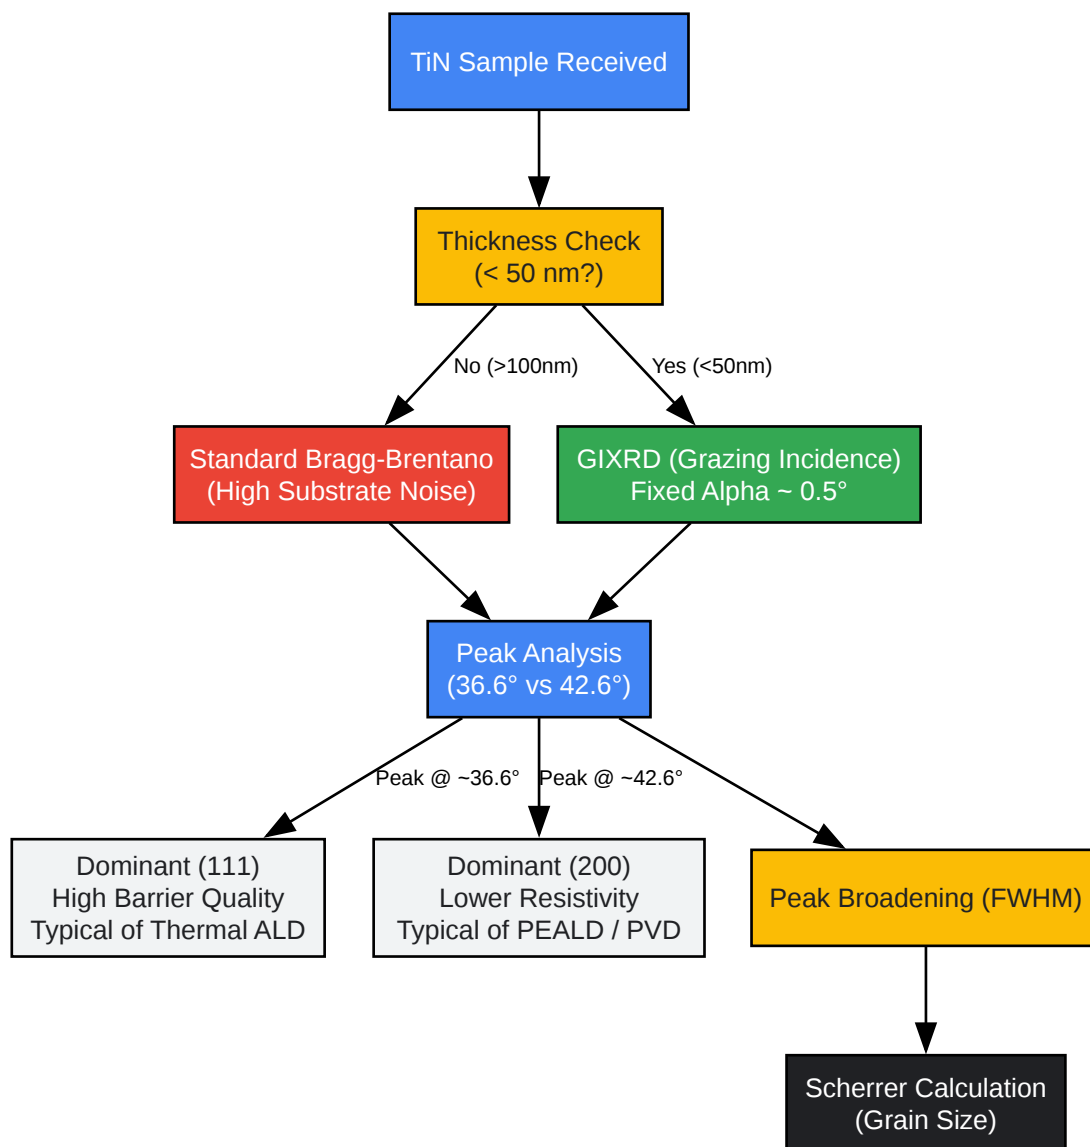 TiN Sample Received
Thickness Check
(< 50 nm?)
No (>100nm)
Yes (<50nm)
Standard Bragg-Brentano
(High Substrate Noise)
GIXRD (Grazing Incidence)
Fixed Alpha ~ 0.5°
Peak Analysis
(36.6° vs 42.6°)
Peak @ ~36.6°
Peak @ ~42.6°
Dominant (111)
High Barrier Quality
Typical of Thermal ALD
Dominant (200)
Lower Resistivity
Typical of PEALD / PVD
Peak Broadening (FWHM)
Scherrer Calculation
(Grain Size)